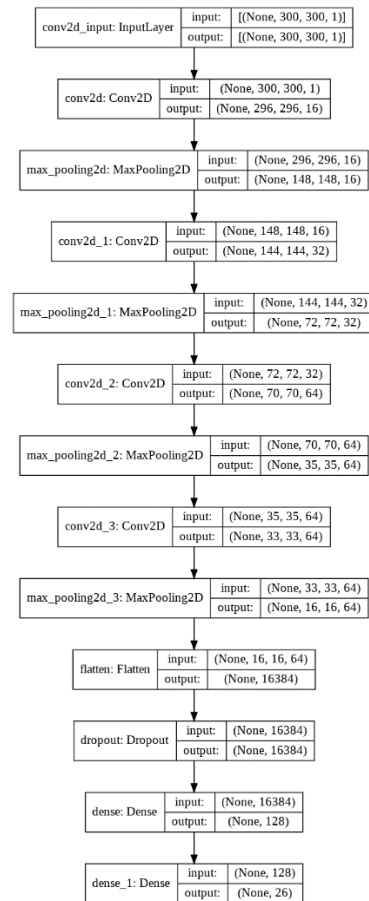 conv2d_input: InputLayer
input: [(None, 300, 300, 1)]
output: [(None, 300, 300, 1)]
conv2d: Conv2D
input: (None, 300, 300, 1)
output: (None, 296, 296, 16)
max_pooling2d: MaxPooling2D
input: (None, 296, 296, 16)
output: (None, 148, 148, 16)
conv2d_1: Conv2D
input: (None, 148, 148, 16)
output: (None, 144, 144, 32)
max_pooling2d_1: MaxPooling2D
input: (None, 144, 144, 32)
output: (None, 72, 72, 32)
conv2d_2: Conv2D
input: (None, 72, 72, 32)
output: (None, 70, 70, 64)
max_pooling2d_2: MaxPooling2D
input: (None, 70, 70, 64)
output: (None, 35, 35, 64)
conv2d_3: Conv2D
input: (None, 35, 35, 64)
output: (None, 33, 33, 64)
max_pooling2d_3: MaxPooling2D
input: (None, 33, 33, 64)
output: (None, 16, 16, 64)
flatten: Flatten
input: (None, 16, 16, 64)
output: (None, 16384)
dropout: Dropout
input: (None, 16384)
output: (None, 16384)
dense: Dense
input: (None, 16384)
output: (None, 128)
dense_1: Dense
input: (None, 128)
output: (None, 26)